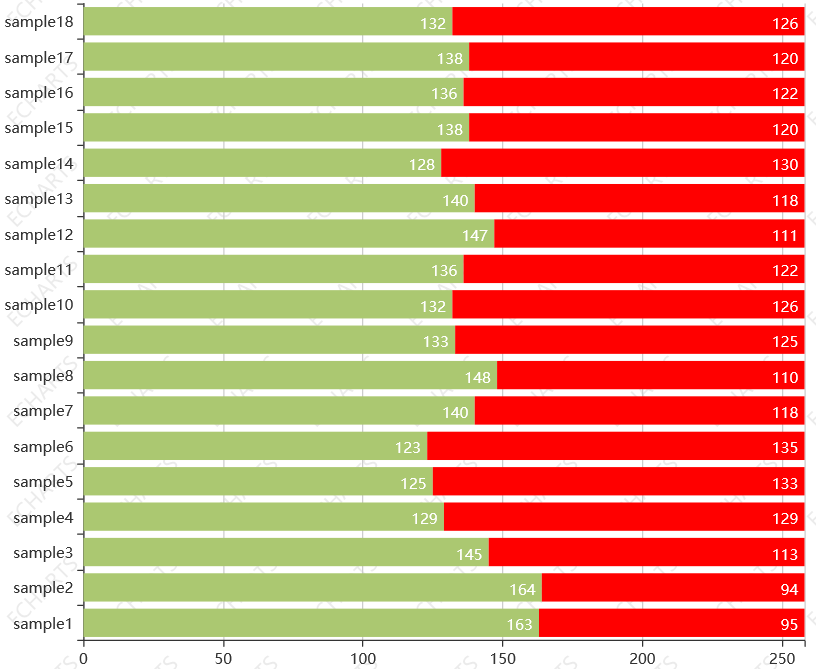 sample18 132 126
sample17 138 120
sample16 136 122
sample15 138 120
sample14 128 130
sample13 140 118
sample12 147 111
sample11 136 122
sample10 132 126
sample9 133 125
sample8 148 110
sample7 140 118
sample6 123 135
sample5 125 133
sample4 129 129
sample3 145 113
sample2 164 94
sample1 163 95
0 50 100 150 200 250
ECHARTS